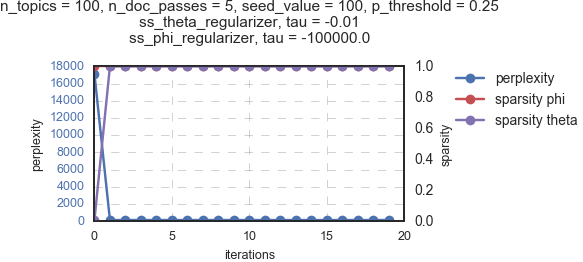 n_topics = 100, n_doc_passes = 5, seed_value = 100, p_threshold = 0.25
ss_theta_regularizer, tau = -0.01
ss_phi_regularizer, tau = -100000.0
18000
16000
14000
12000
10000
8000
6000
4000
2000
0
perplexity
0
5
10
15
20
iterations
1.0
0.8
0.6
0.4
0.2
0.0
sparsity
perplexity
sparsity phi
sparsity theta